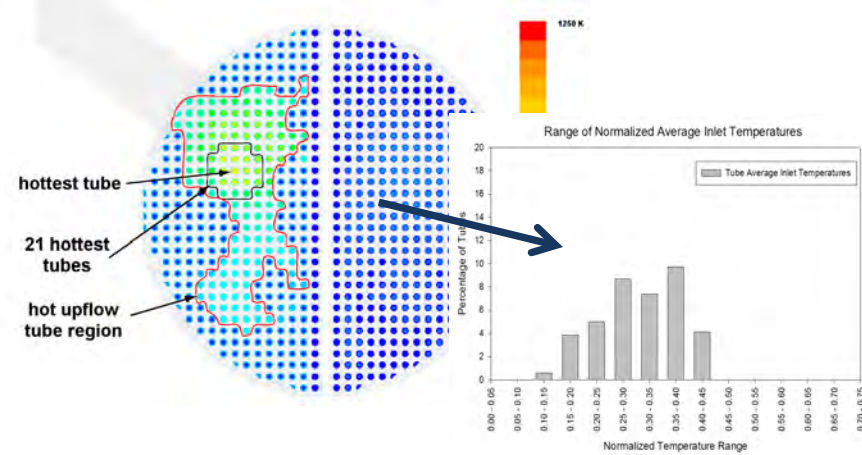 1250 K
hottest tube
21 hottest
tubes
hot upflow
tube region
Range of Normalized Average Inlet Temperatures
Tube Average Inlet Temperatures
Percentage of Tubes
20
18
16
14
12
10
8
6
4
2
0
0.00 - 0.05
0.05 - 0.10
0.10 - 0.15
0.15 - 0.20
0.20 - 0.25
0.25 - 0.30
0.30 - 0.35
0.35 - 0.40
0.40 - 0.45
0.45 - 0.50
0.50 - 0.55
0.55 - 0.60
0.60 - 0.65
0.65 - 0.70
0.70 - 0.75
Normalized Temperature Range